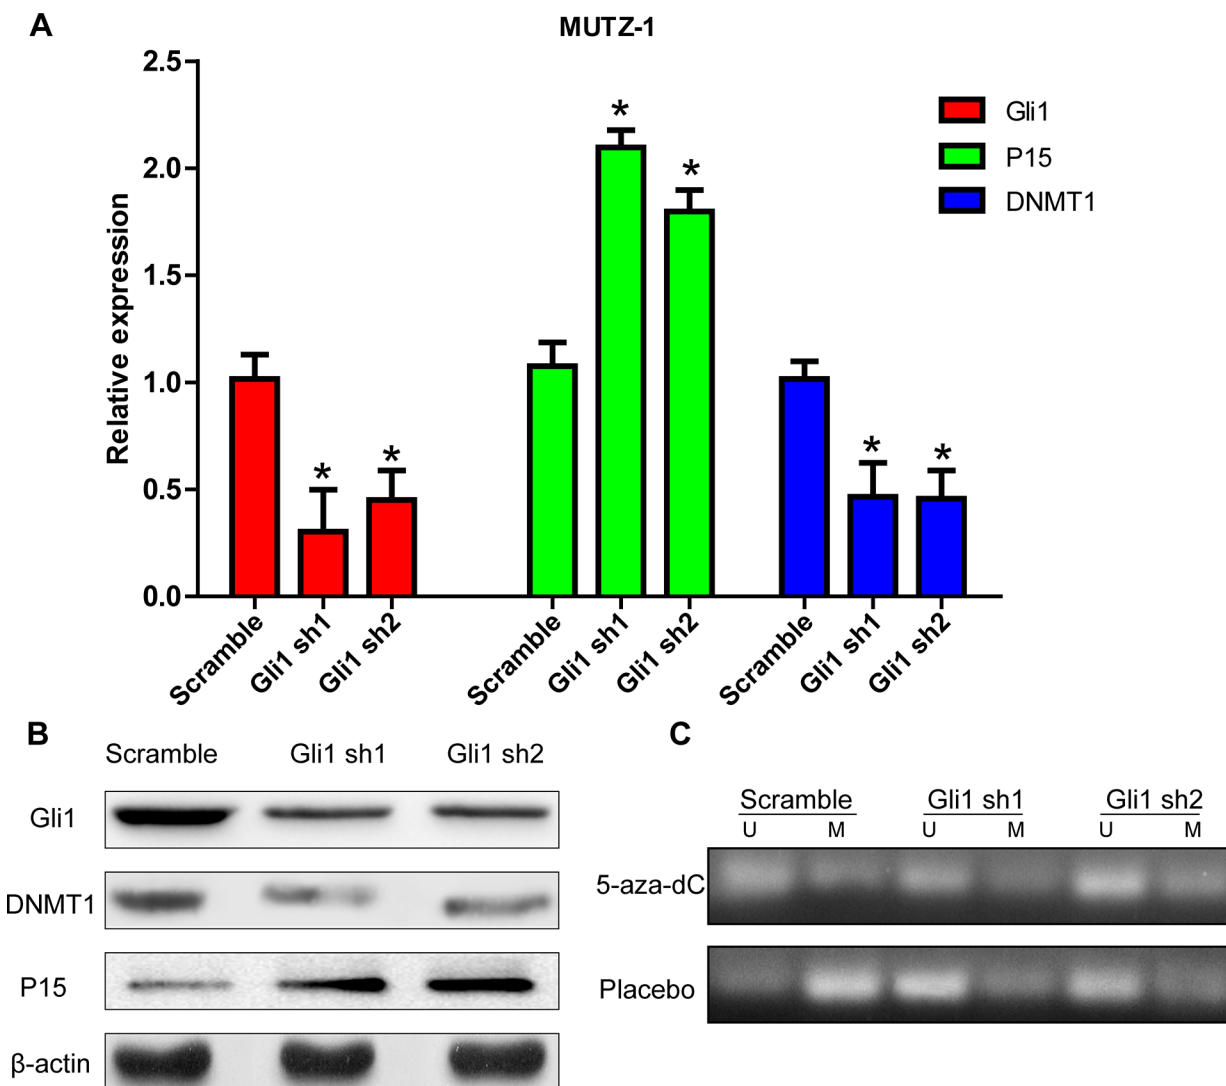 A
MUTZ-1
Relative expression
2.5
2.0
1.5
1.0
0.5
0.0
* * * * * *
Gli1
P15
DNMT1
Scramble Gli1 sh1 Gli1 sh2 Scramble Gli1 sh1 Gli1 sh2 Scramble Gli1 sh1 Gli1 sh2
B
Scramble Gli1 sh1 Gli1 sh2
Gli1
DNMT1
P15
β-actin
C
Scramble Gli1 sh1 Gli1 sh2
U M U M U M
5-aza-dC
Placebo